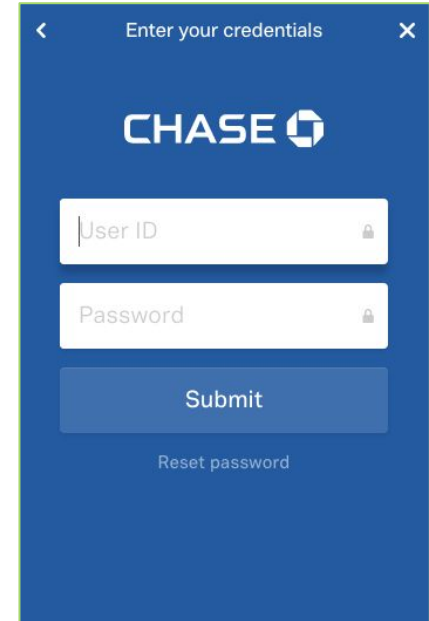 Enter your credentials
CHASE
User ID
Password
Submit
Reset password